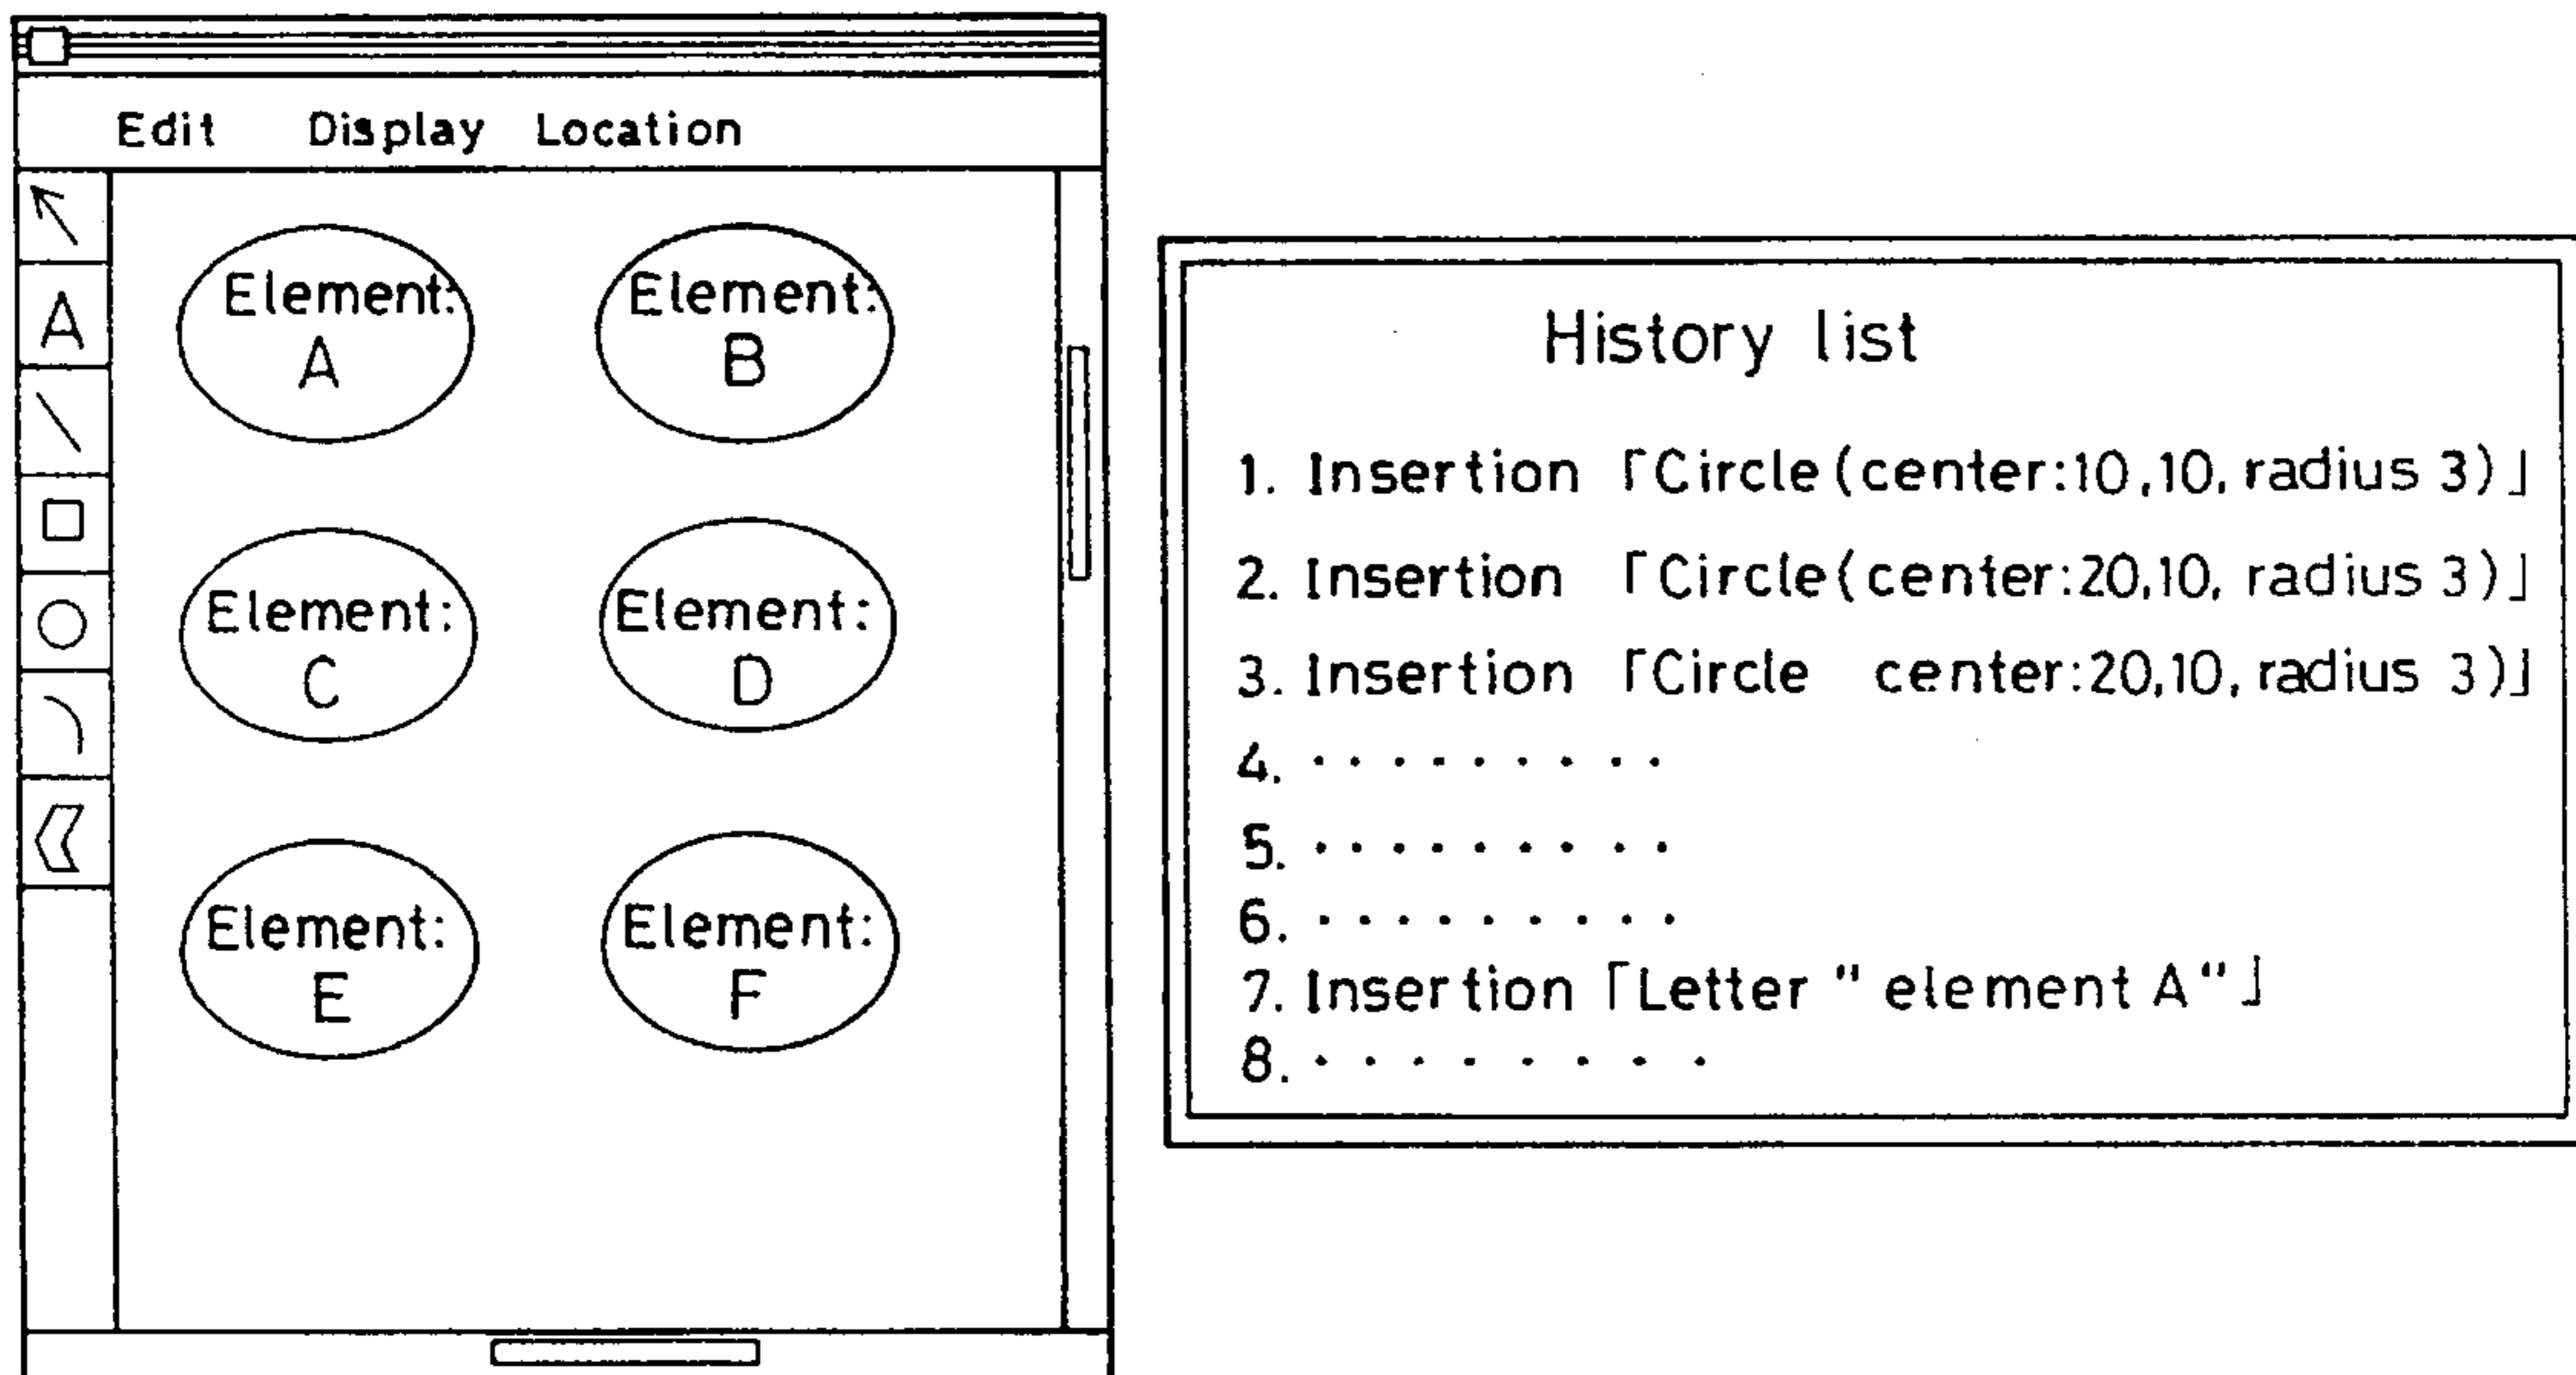 Edit Display Location
A
Element:
A
Element:
B
Element:
C
Element:
D
Element:
E
Element:
F
History list
1. Insertion 「Circle(center:10,10, radius 3)」
2. Insertion 「Circle(center:20,10, radius 3)」
3. Insertion 「Circle center:20,10, radius 3)」
4. · · · · · · · · ·
5. · · · · · · · · ·
6. · · · · · · · · ·
7. Insertion 「Letter " element A"」
8. · · · · · · · ·